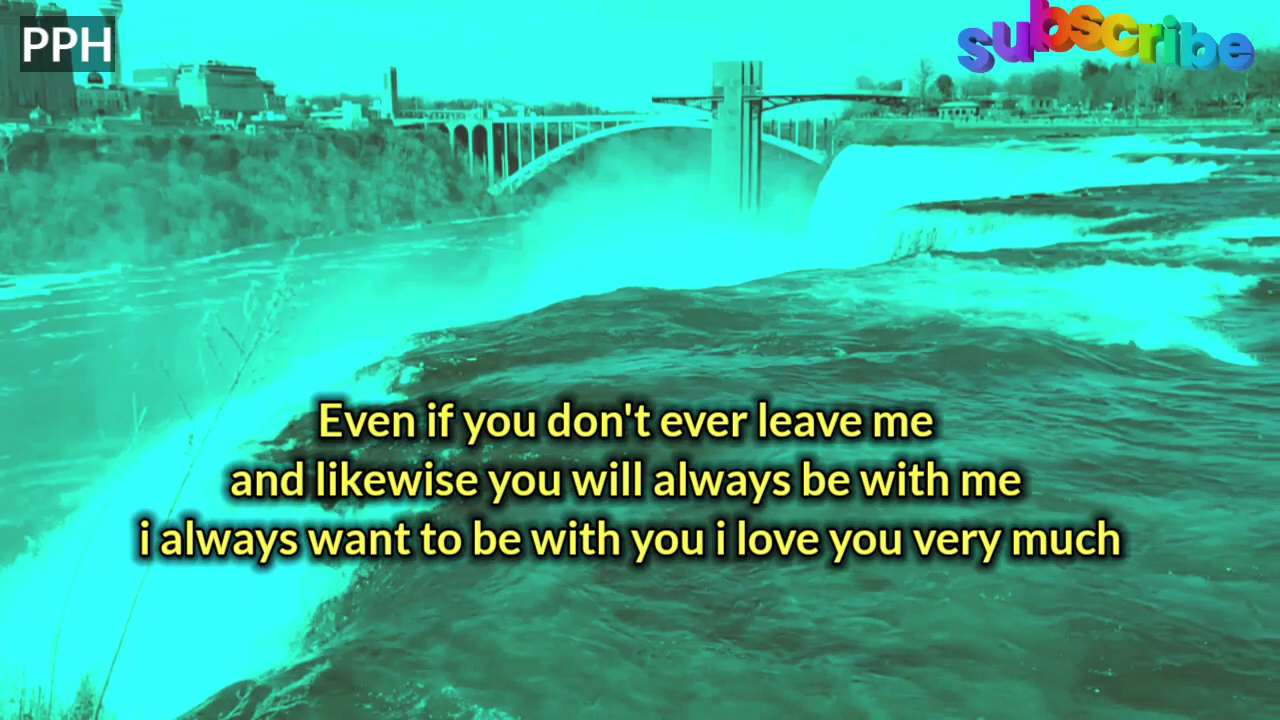 PPH
subscribe
Even if you don't ever leave me
and likewise you will always be with me
i always want to be with you i love you very much